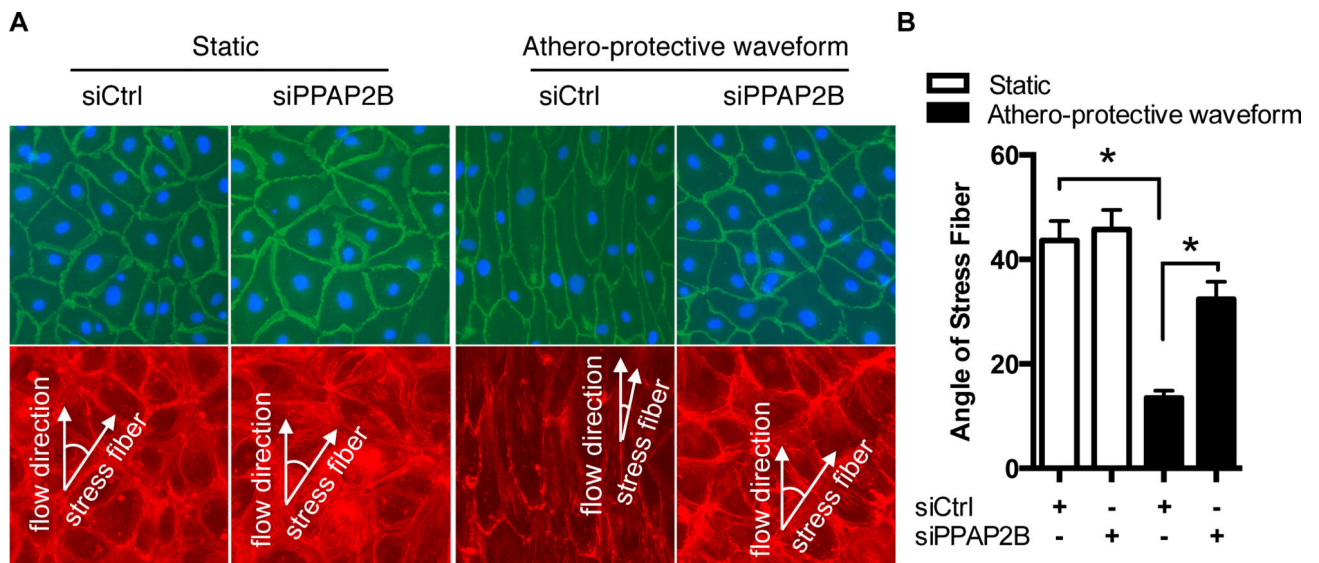 A
Static
Athero-protective waveform
siCtrl
siPPAP2B
siCtrl
siPPAP2B
flow direction
stress fiber
flow direction
stress fiber
flow direction
stress fiber
flow direction
stress fiber
B
Static
Athero-protective waveform
Angle of Stress Fiber
60
40
20
0
*
*
siCtrl + - + -
siPPAP2B - + - +